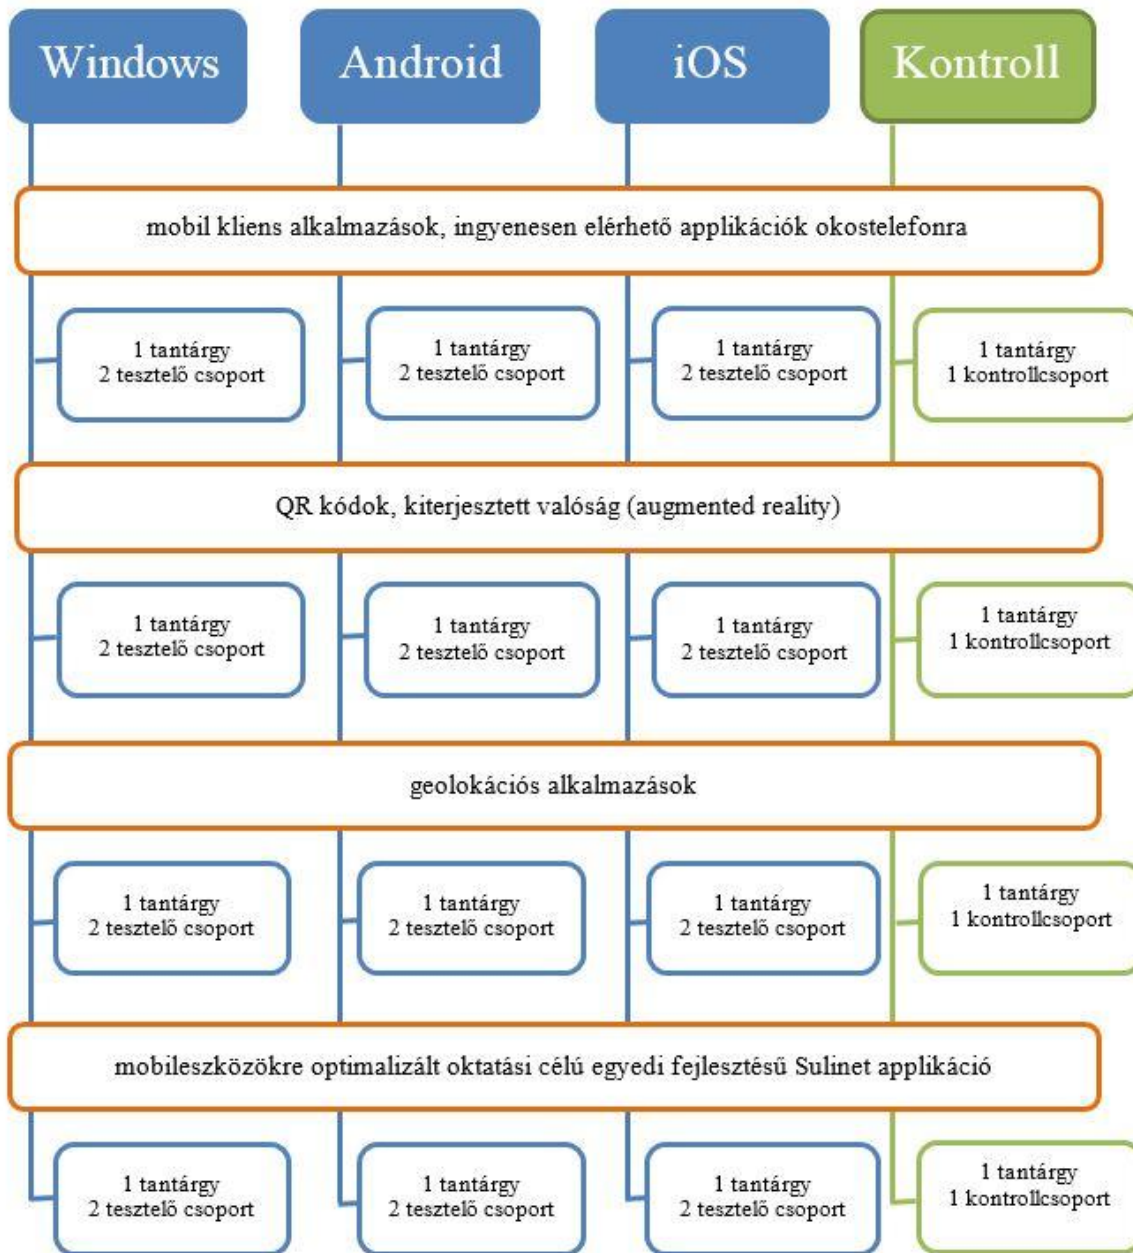 Windows
Android
iOS
Kontroll
mobil kliens alkalmazások, ingyenesen elérhető applikációk okostelefonra
1 tantárgy
2 tesztelő csoport
1 tantárgy
2 tesztelő csoport
1 tantárgy
2 tesztelő csoport
1 tantárgy
1 kontrollcsoport
QR kódok, kiterjesztett valóság (augmented reality)
1 tantárgy
2 tesztelő csoport
1 tantárgy
2 tesztelő csoport
1 tantárgy
2 tesztelő csoport
1 tantárgy
1 kontrollcsoport
geolokációs alkalmazások
1 tantárgy
2 tesztelő csoport
1 tantárgy
2 tesztelő csoport
1 tantárgy
2 tesztelő csoport
1 tantárgy
1 kontrollcsoport
mobileszközökre optimalizált oktatási célú egyedi fejlesztésű Sulinet applikáció
1 tantárgy
2 tesztelő csoport
1 tantárgy
2 tesztelő csoport
1 tantárgy
2 tesztelő csoport
1 tantárgy
1 kontrollcsoport